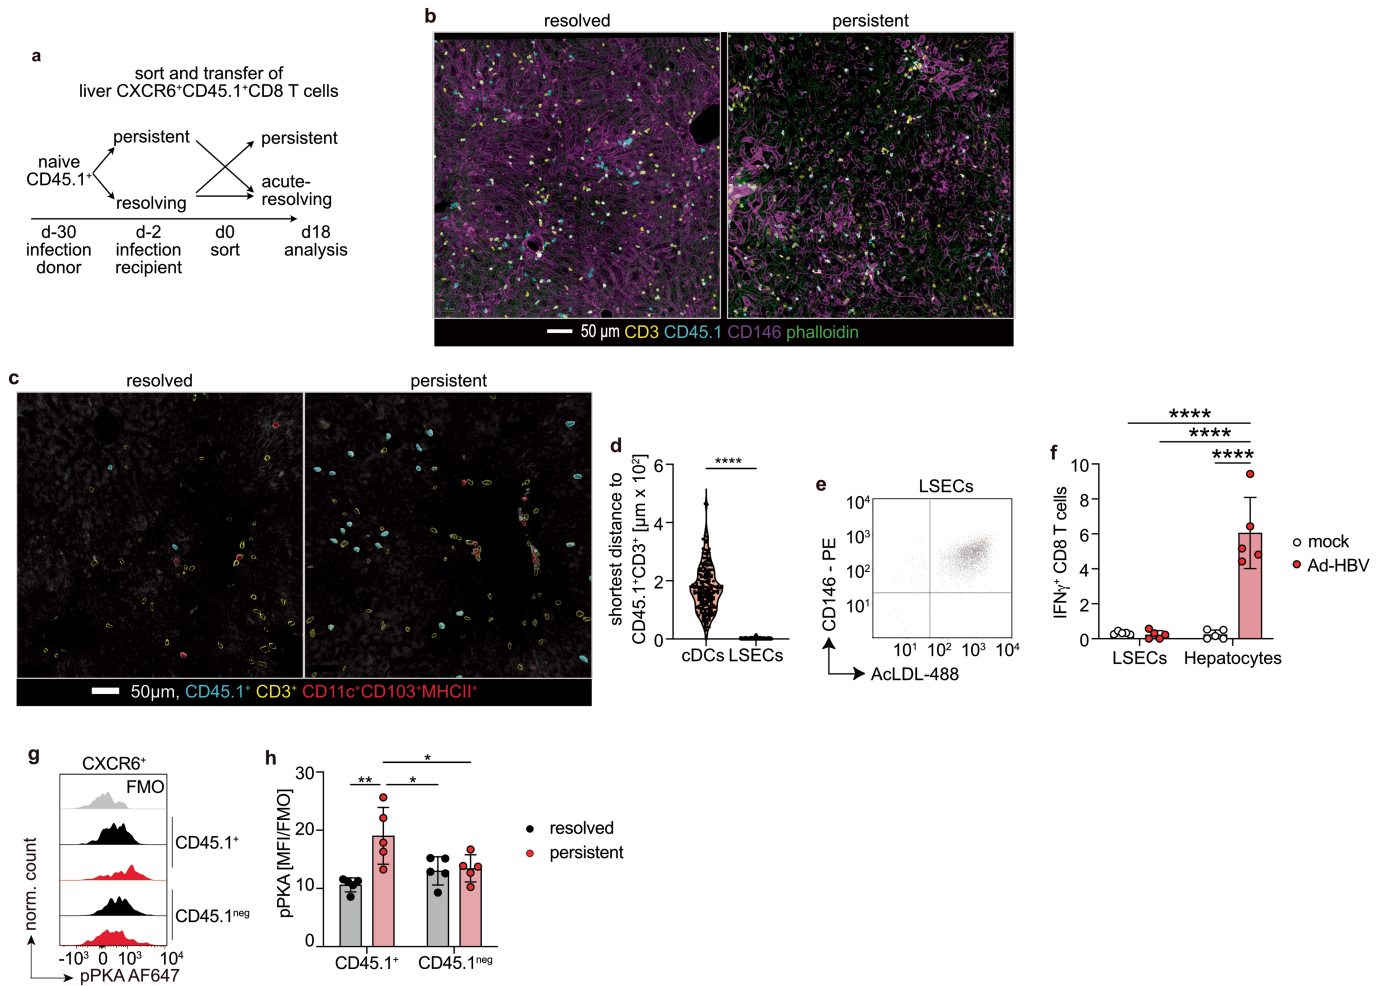 a
sort and transfer of
liver CXCR6⁺CD45.1⁺CD8 T cells
naive
CD45.1⁺
persistent
resolving
persistent
acute-
resolving
d-30
infection
donor
d-2
infection
recipient
d0
sort
d18
analysis
b
resolved
persistent
50 µm CD3 CD45.1 CD146 phalloidin
c
resolved
persistent
50µm, CD45.1⁺ CD3⁺ CD11c⁺CD103⁺MHCII⁺
d
shortest distance to
CD45.1⁺CD3⁺ [µm x 10²]
6
4
2
0
****
cDCs LSECs
e
LSECs
CD146 - PE
10⁴
10³
10²
10¹
10¹ 10² 10³ 10⁴
AcLDL-488
f
IFNγ⁺ CD8 T cells
10
8
6
4
2
0
****
****
****
LSECs Hepatocytes
mock
Ad-HBV
g
CXCR6⁺
FMO
CD45.1⁺
CD45.1ⁿᵉᵍ
norm. count
-10³ 0 10³ 10⁴
pPKA AF647
h
pPKA [MFI/FMO]
30
20
10
0
*
** *
CD45.1⁺ CD45.1ⁿᵉᵍ
resolved
persistent